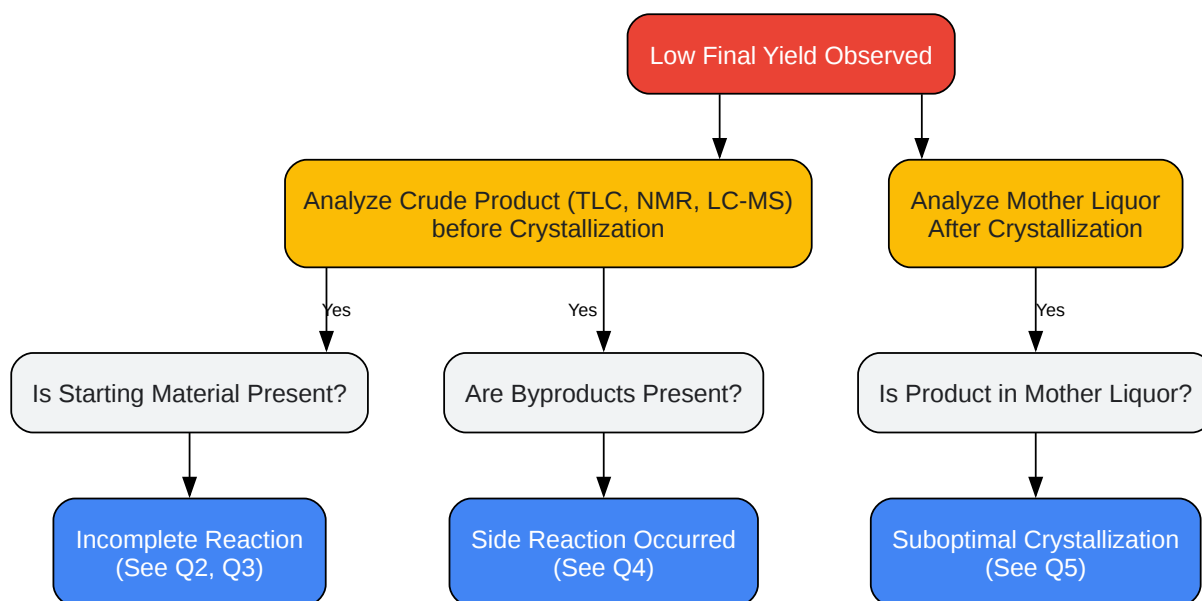 Low Final Yield Observed
Analyze Crude Product (TLC, NMR, LC-MS)
before Crystallization
Analyze Mother Liquor
After Crystallization
Yes
Yes
Yes
Is Starting Material Present?
Are Byproducts Present?
Is Product in Mother Liquor?
Incomplete Reaction
(See Q2, Q3)
Side Reaction Occurred
(See Q4)
Suboptimal Crystallization
(See Q5)